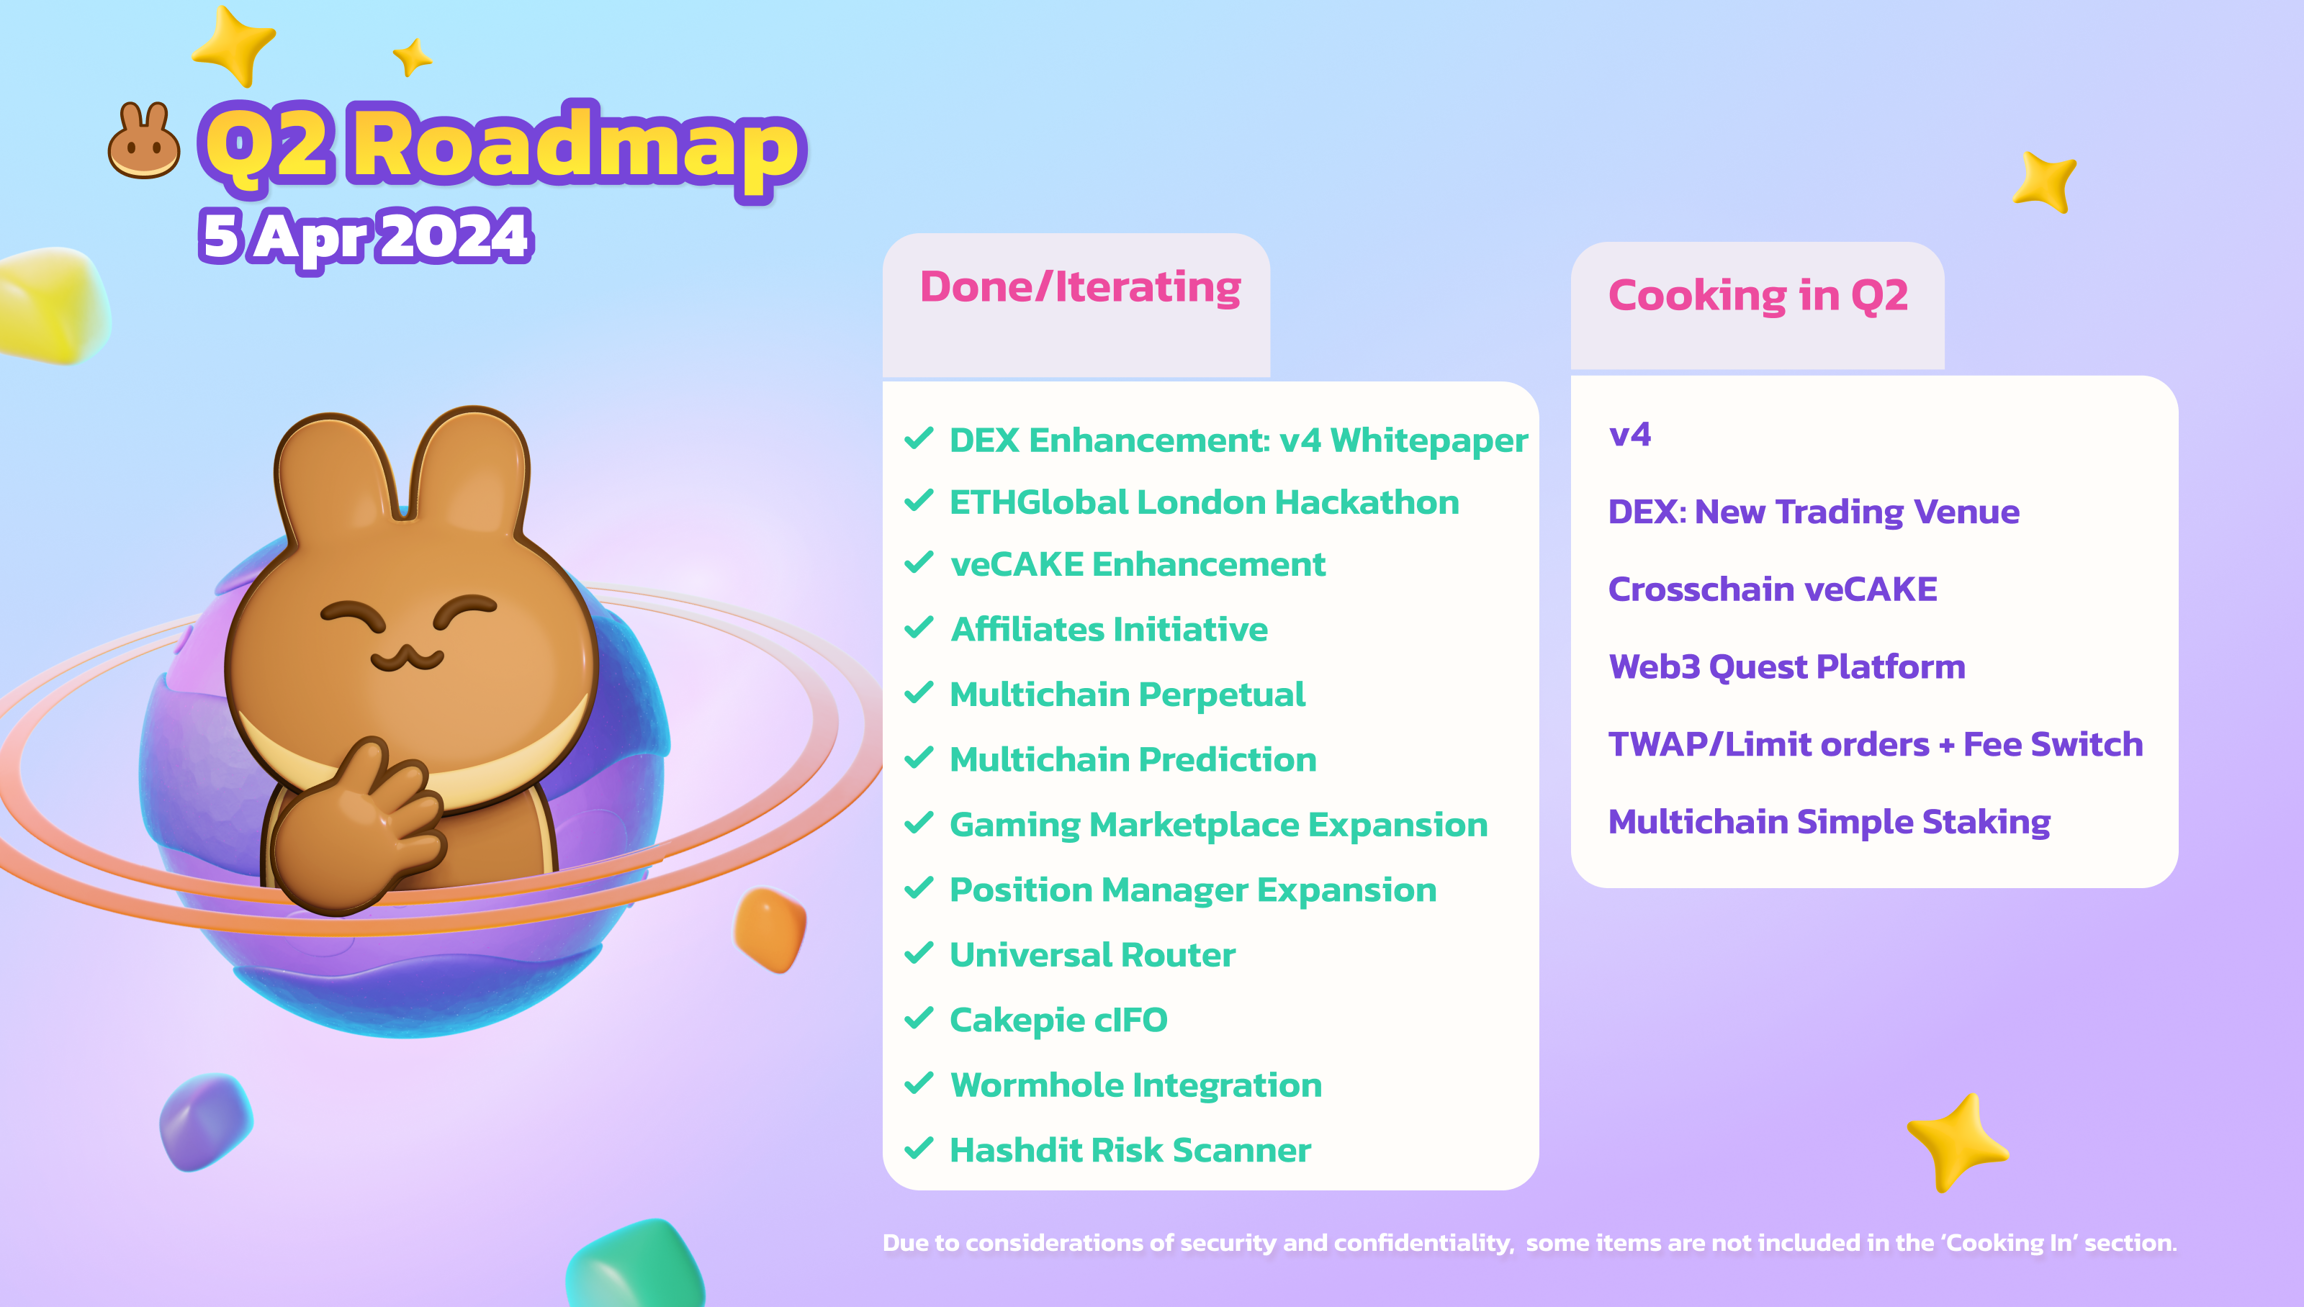 Q2 Roadmap
5 Apr 2024
Done/Iterating
DEX Enhancement: v4 Whitepaper
ETHGlobal London Hackathon
veCAKE Enhancement
Affiliates Initiative
Multichain Perpetual
Multichain Prediction
Gaming Marketplace Expansion
Position Manager Expansion
Universal Router
Cakepie cIFO
Wormhole Integration
Hashdit Risk Scanner
Cooking in Q2
v4
DEX: New Trading Venue
Crosschain veCAKE
Web3 Quest Platform
TWAP/Limit orders + Fee Switch
Multichain Simple Staking
Due to considerations of security and confidentiality, some items are not included in the ‘Cooking In’ section.